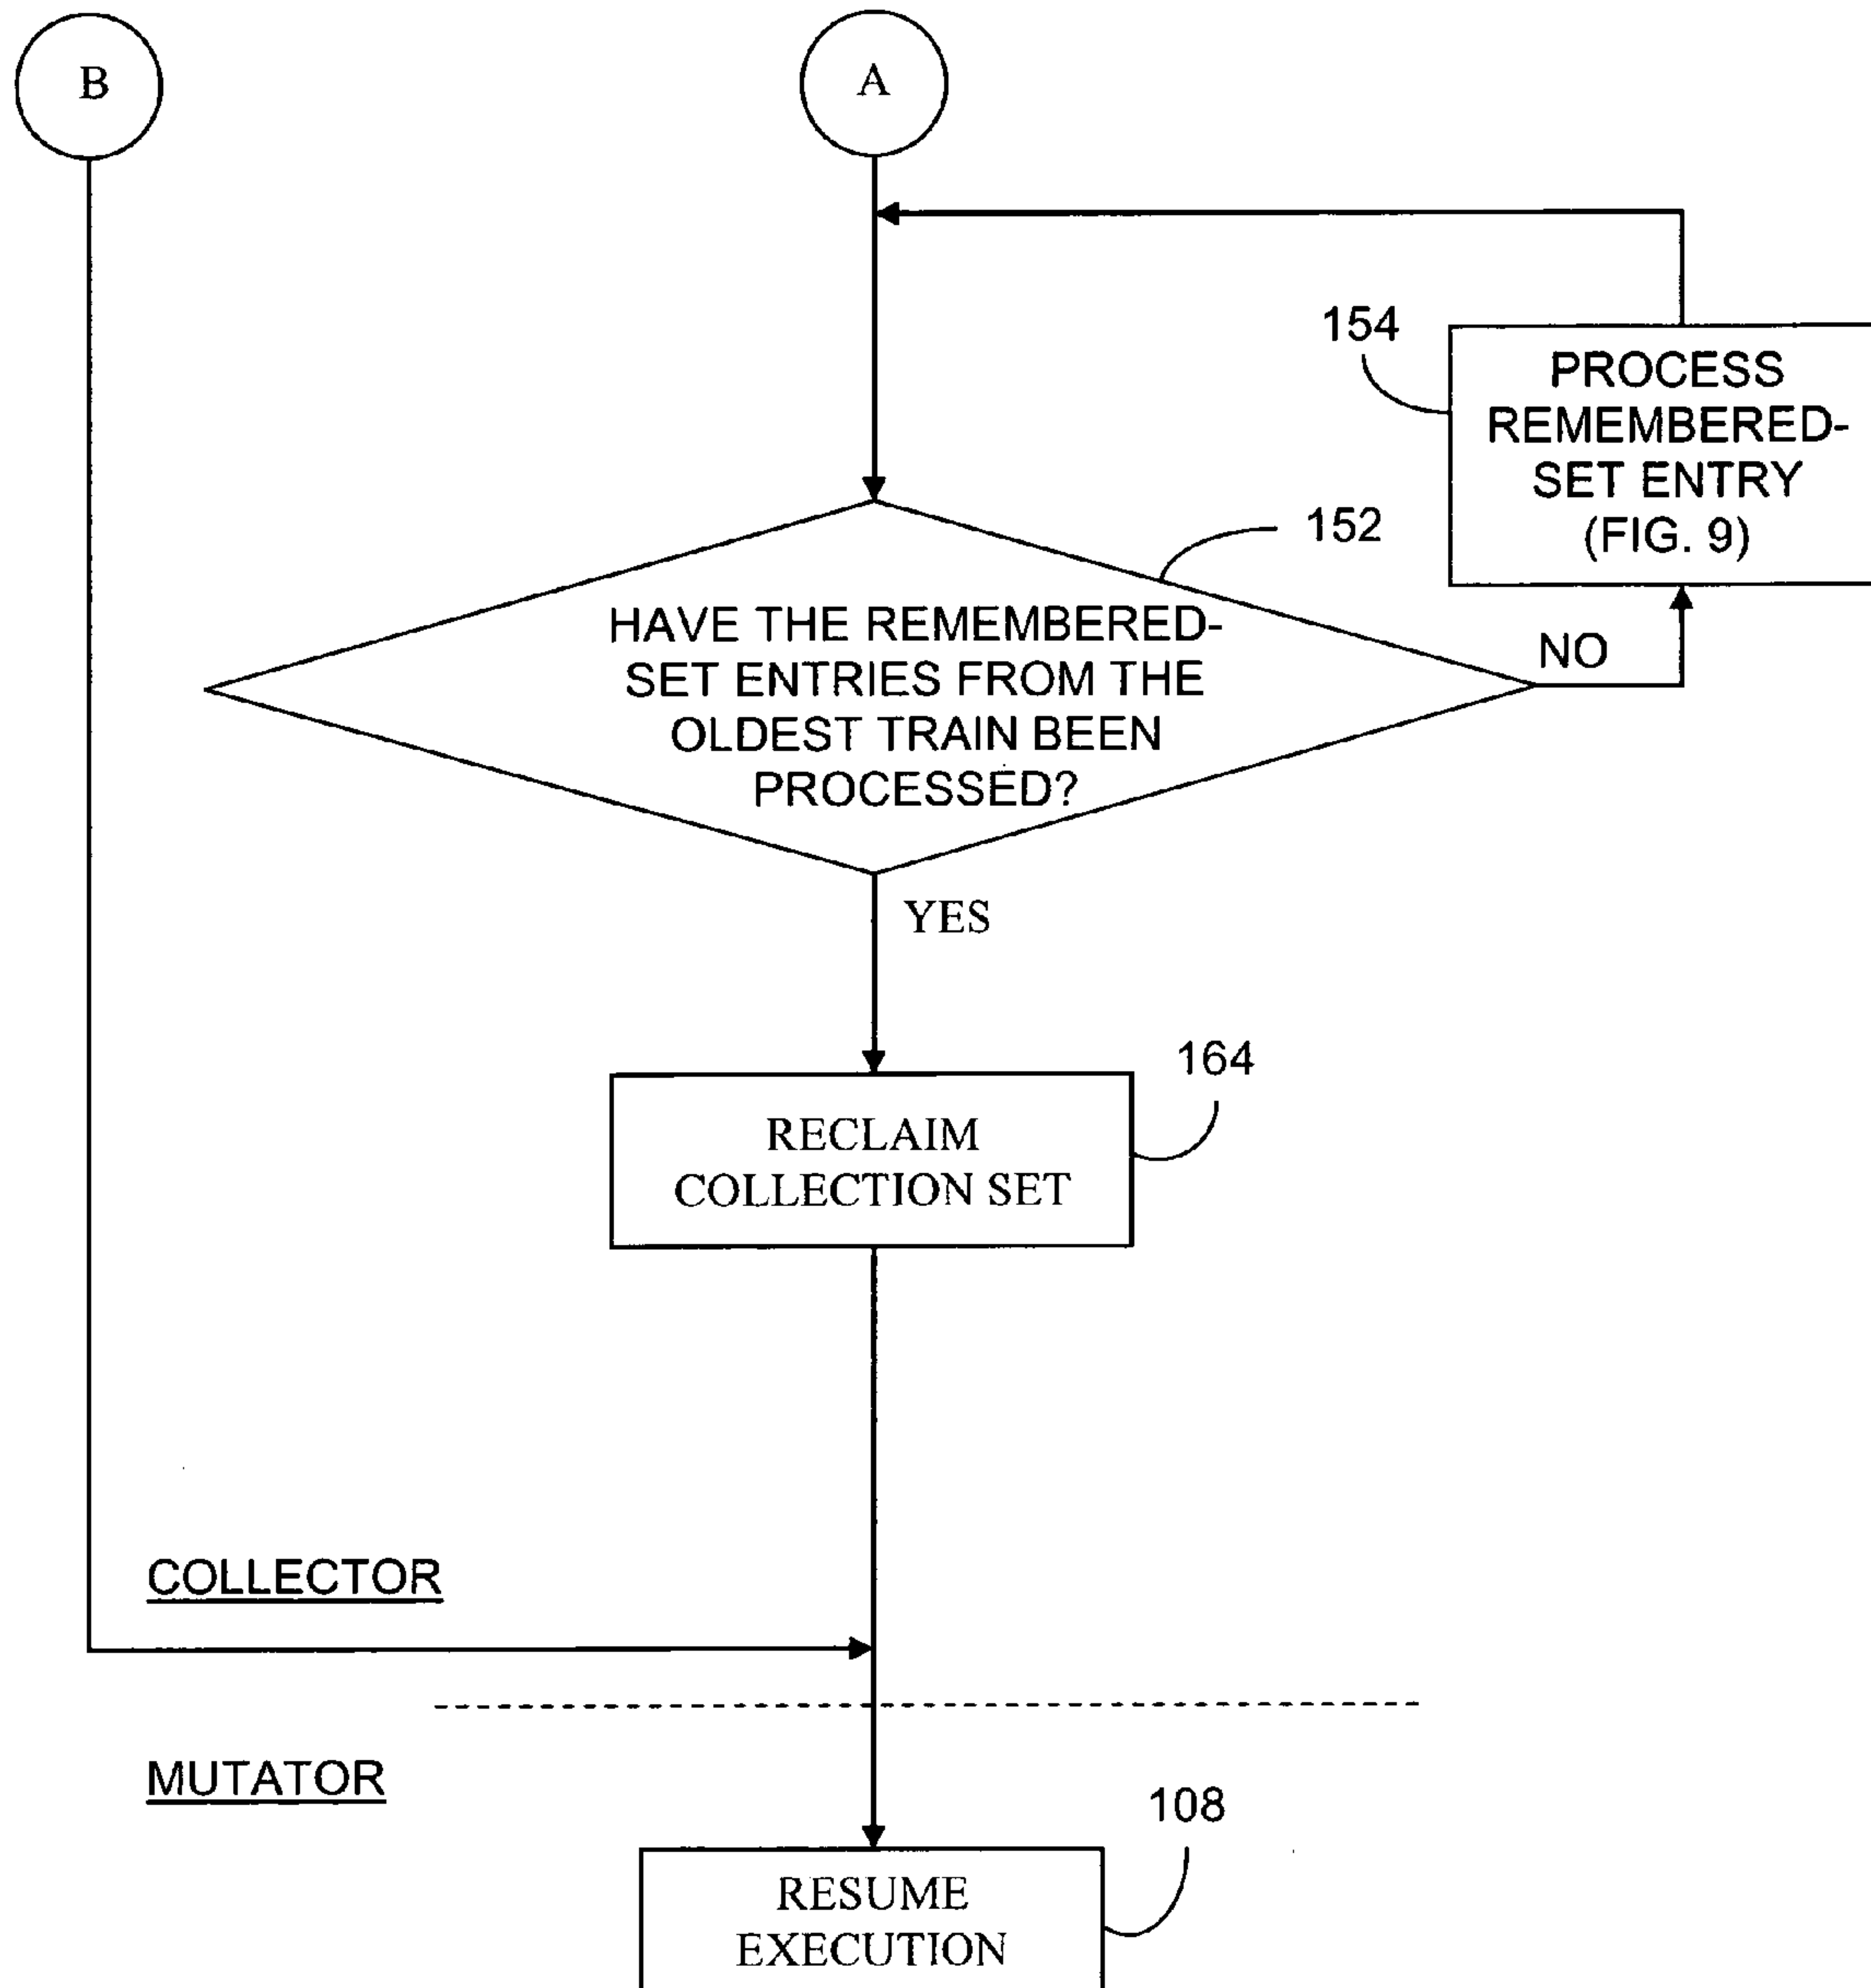 B
A
154
PROCESS
REMEMBERED-
SET ENTRY
(FIG. 9)
152
HAVE THE REMEMBERED-
SET ENTRIES FROM THE
OLDEST TRAIN BEEN
PROCESSED?
NO
YES
164
RECLAIM
COLLECTION SET
COLLECTOR
MUTATOR
108
RESUME
EXECUTION